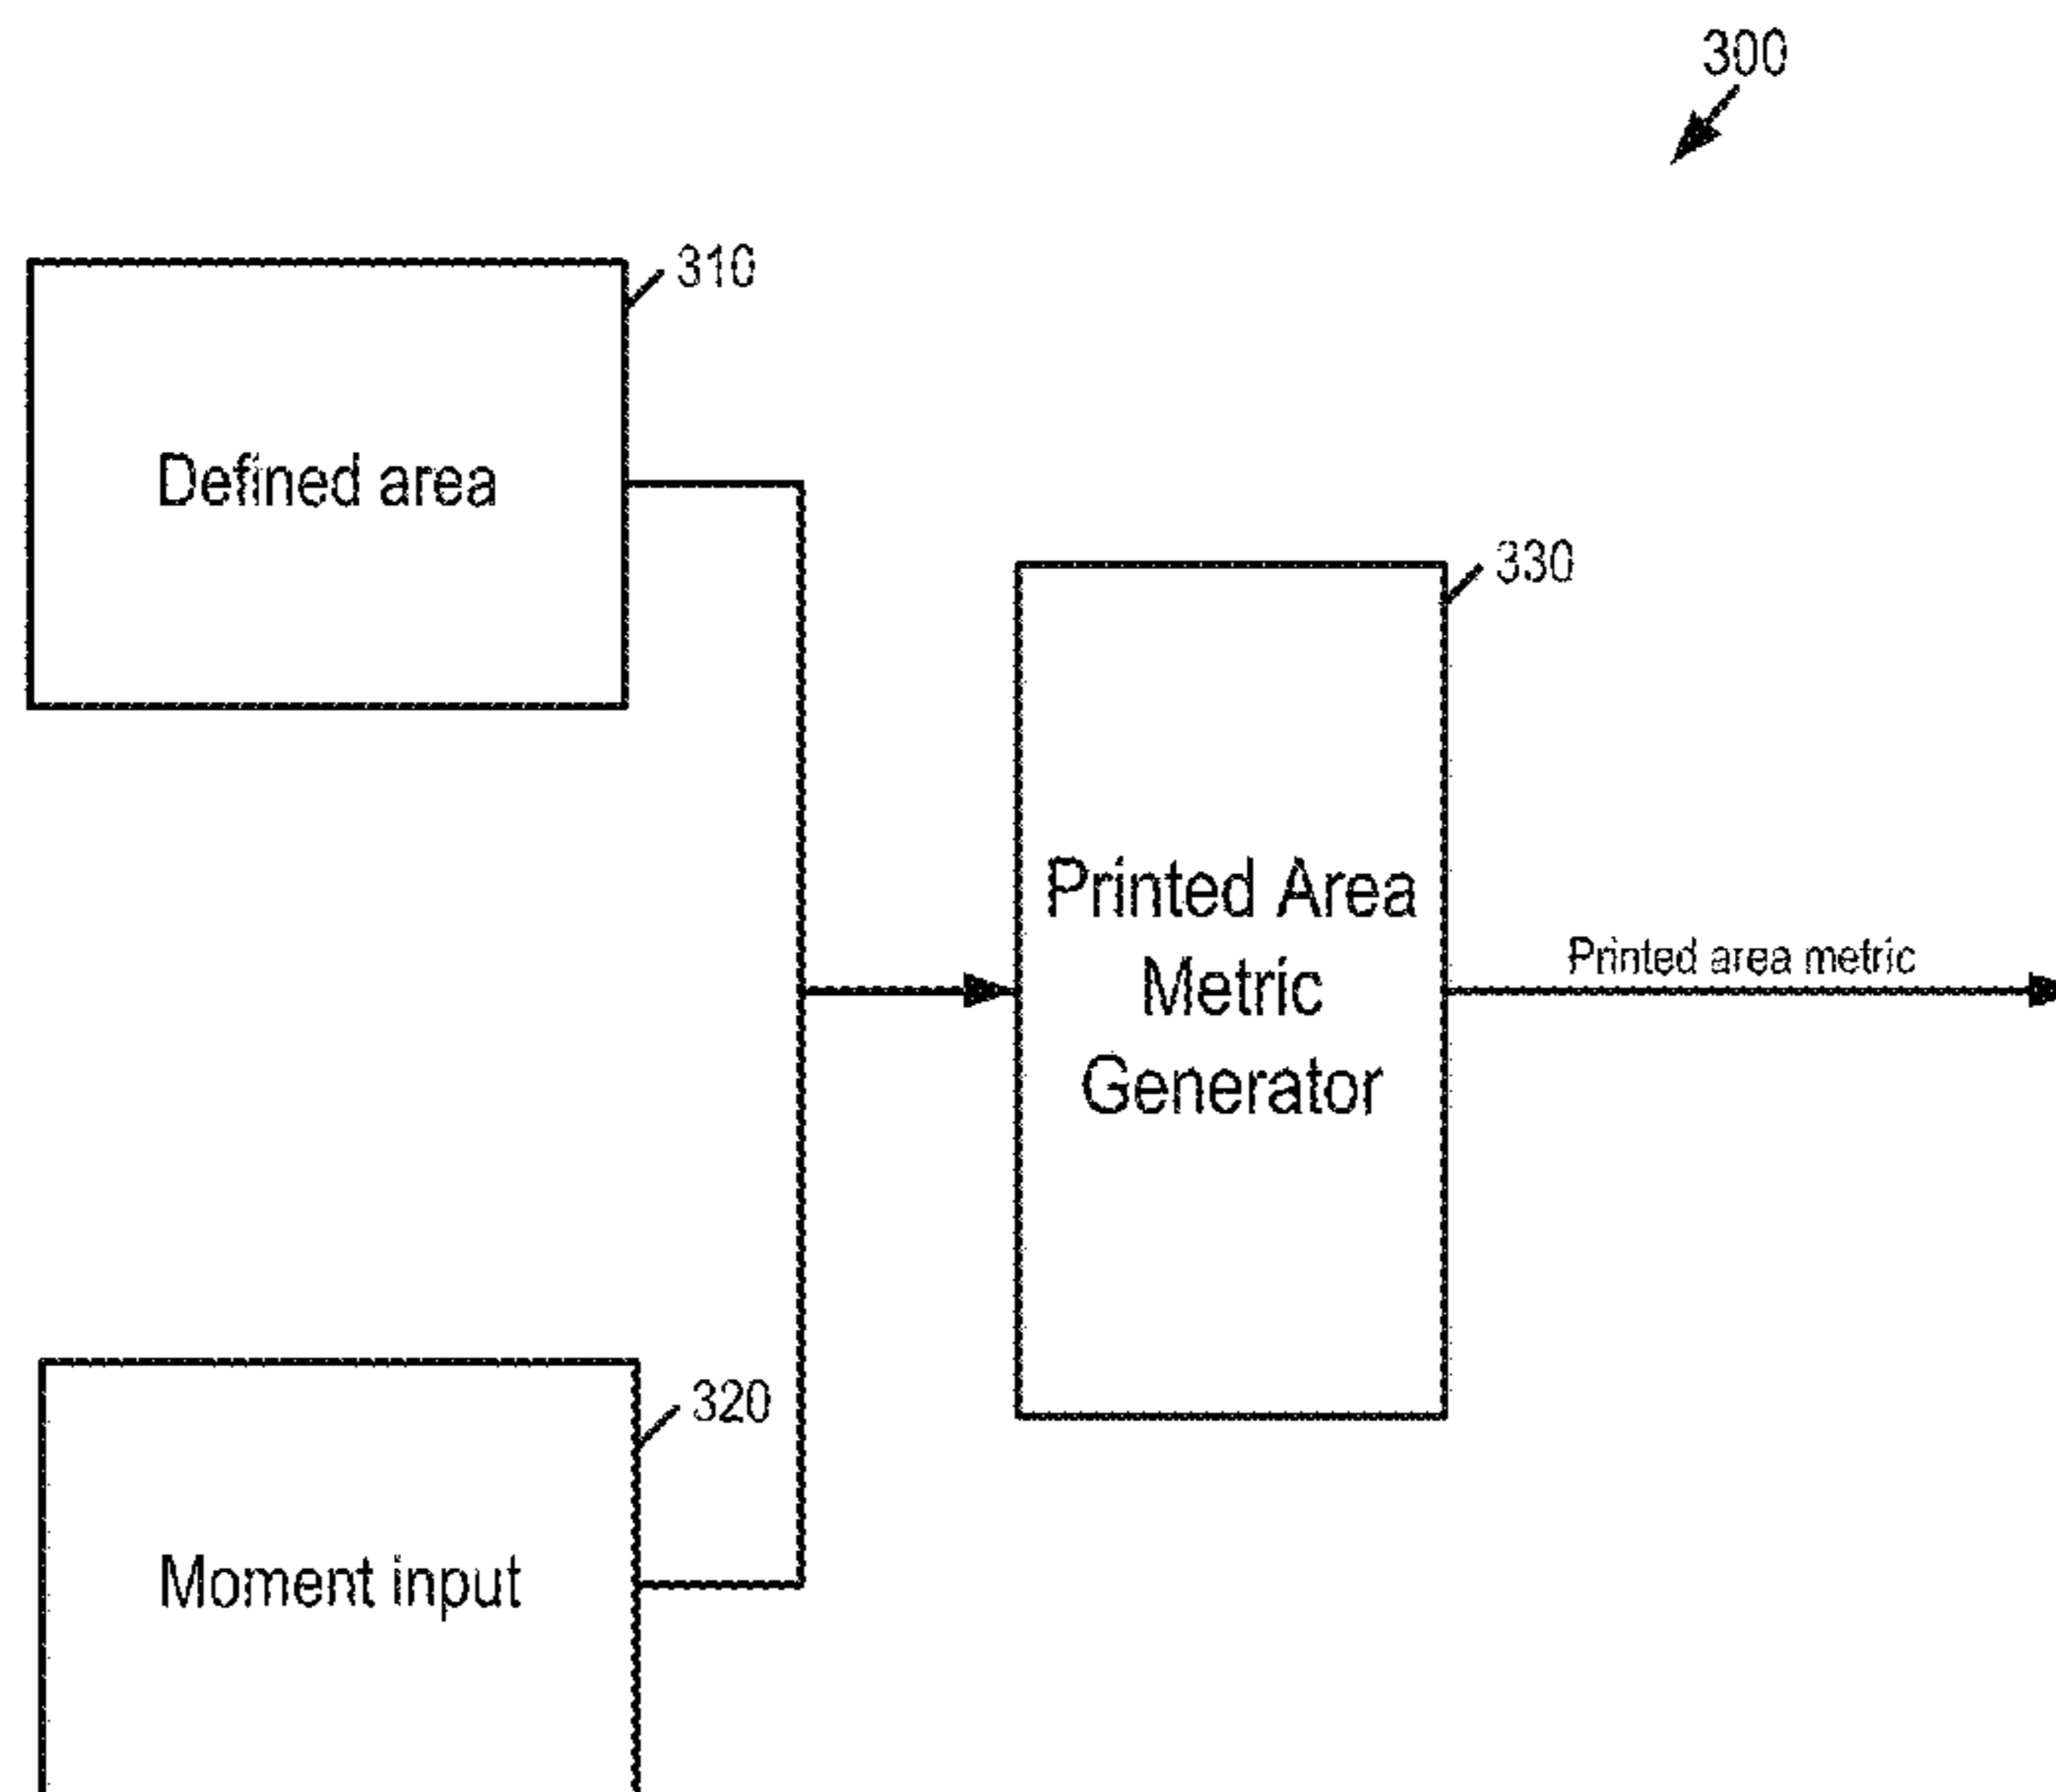 300
310
Defined area
330
Printed Area
Metric
Generator
Printed area metric
320
Moment input